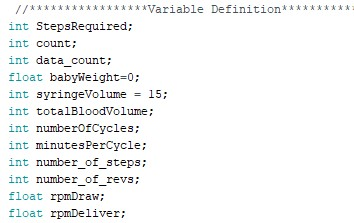 //*****************Variable Definition***********
int StepsRequired;
int count;
int data_count;
float babyWeight=0;
int syringeVolume = 15;
int totalBloodVolume;
int numberOfCycles;
int minutesPerCycle;
int number_of_steps;
int number_of_revs;
float rpmDraw;
float rpmDeliver;